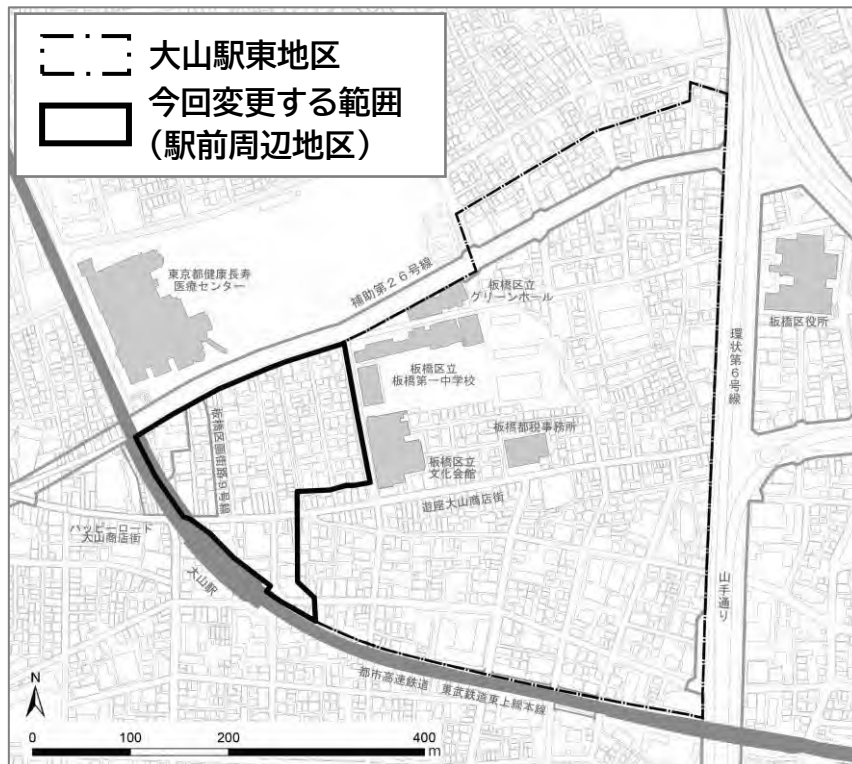 大山駅東地区
今回変更する範囲
（駅前周辺地区）
東京都健康長寿
医療センター
補助第２６号線
板橋区立
グリーンホール
板橋区役所
環状第６号線
板橋区立
板橋第一中学校
板橋都税事務所
板橋区立
文化会館
板橋区画街路９号線
遊座大山商店街
ハッピーロード
大山商店街
大山駅
山手通り
都市高速鉄道　東武鉄道東上線本線
N
0 100 200 400
m